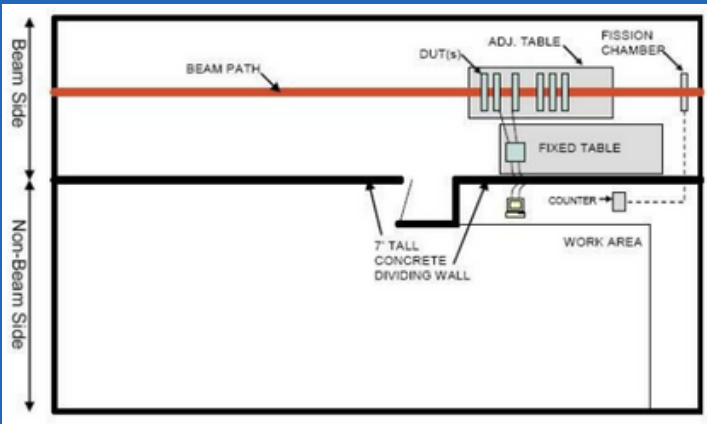 Beam Side
Non-Beam Side
BEAM PATH
DUT(s)
ADJ. TABLE
FISSION
CHAMBER
FIXED TABLE
COUNTER
WORK AREA
7' TALL
CONCRETE
DIVIDING WALL